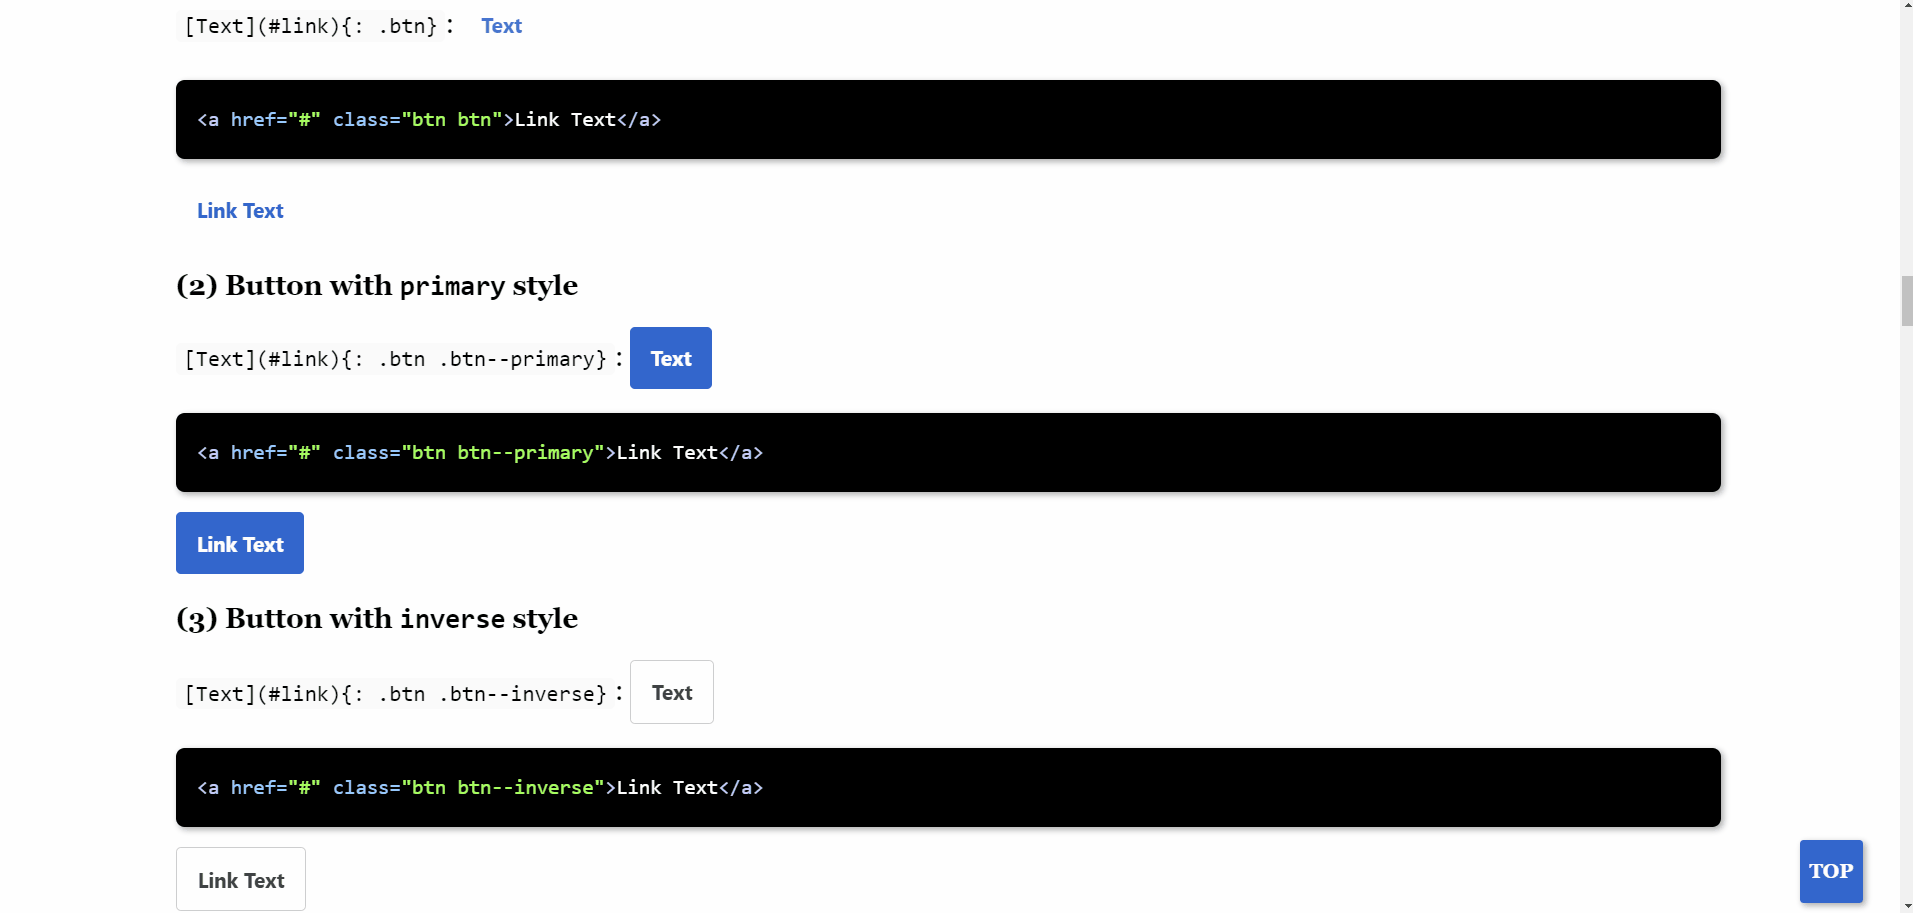 [Text](#link){: .btn} : Text
<a href="#" class="btn btn">Link Text</a>
Link Text
(2) Button with primary style
[Text](#link){: .btn .btn--primary} : Text
<a href="#" class="btn btn--primary">Link Text</a>
Link Text
(3) Button with inverse style
[Text](#link){: .btn .btn--inverse} : Text
<a href="#" class="btn btn--inverse">Link Text</a>
Link Text
TOP